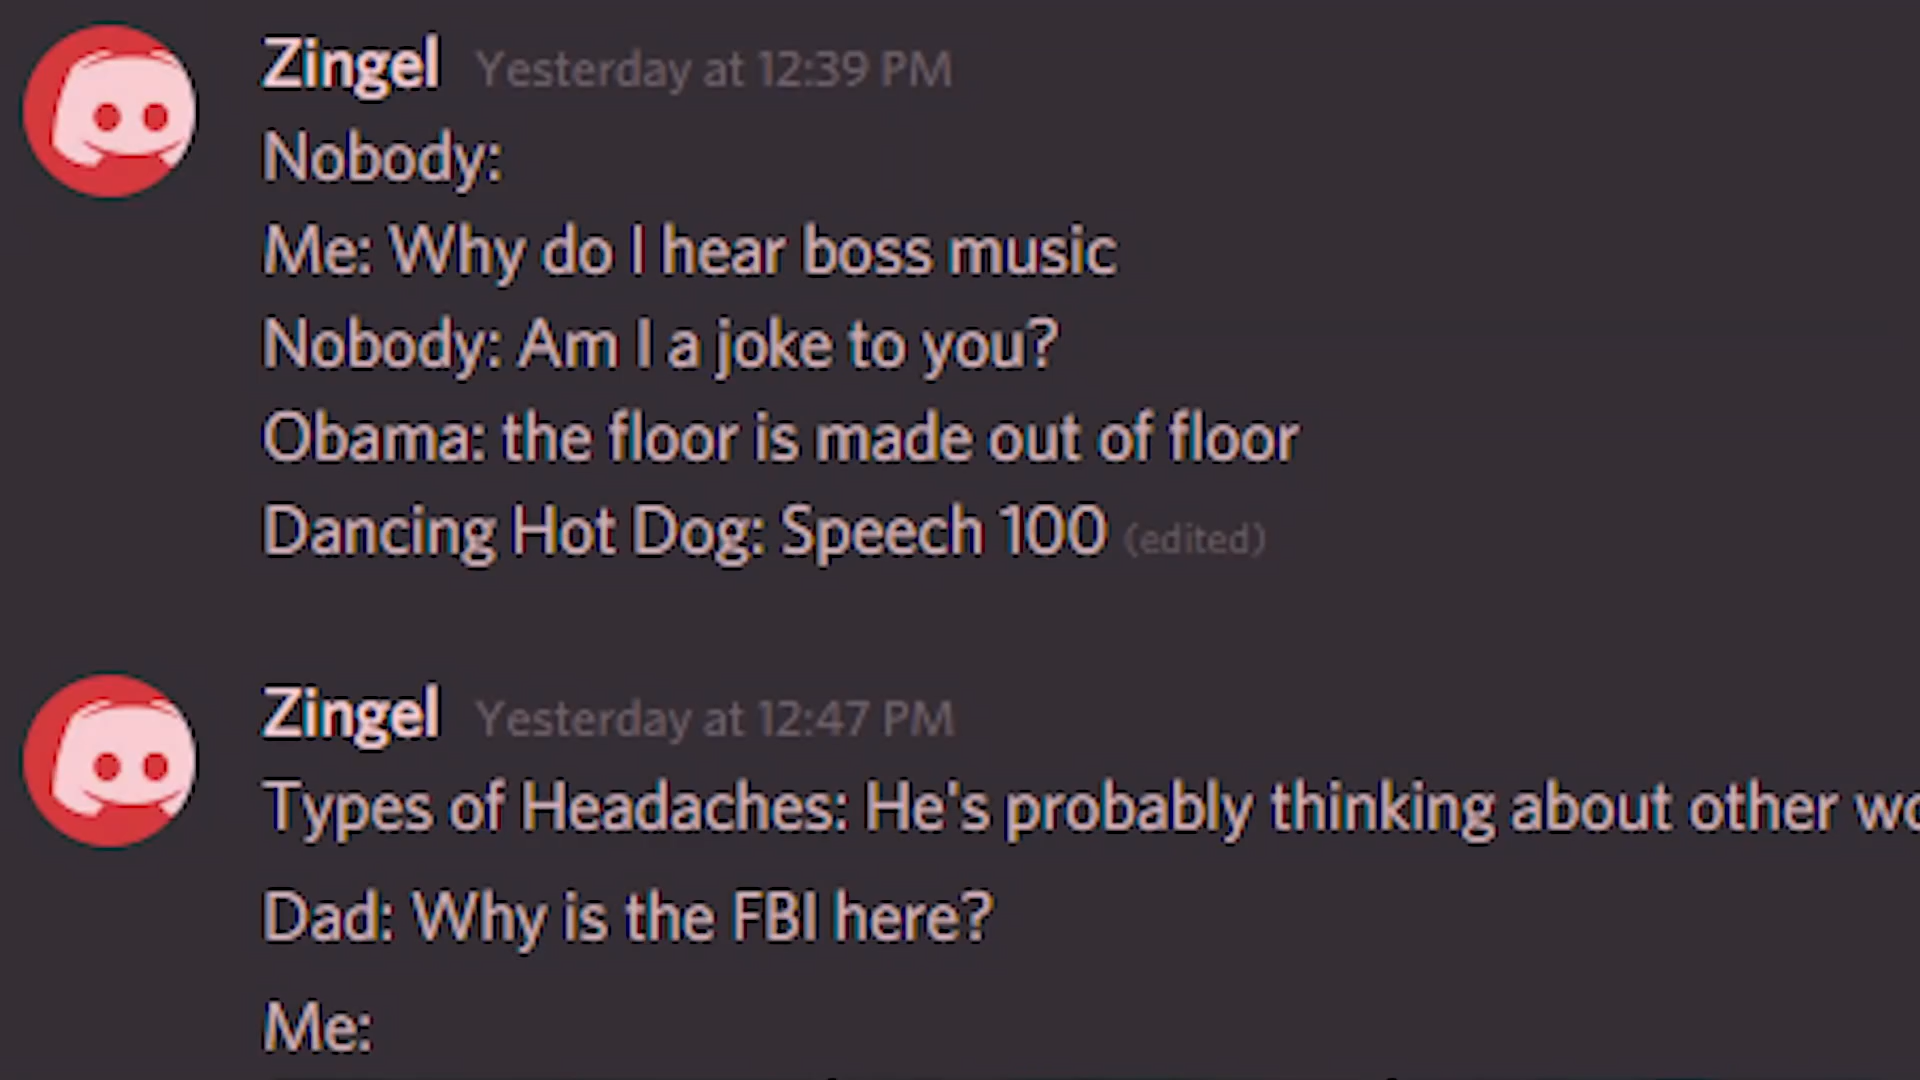 Zingel Yesterday at 12:39 PM
Nobody:
Me: Why do I hear boss music
Nobody: Am I a joke to you?
Obama: the floor is made out of floor
Dancing Hot Dog: Speech 100 (edited)
Zingel Yesterday at 12:47 PM
Types of Headaches: He's probably thinking about other
Dad: Why is the FBI here?
Me: